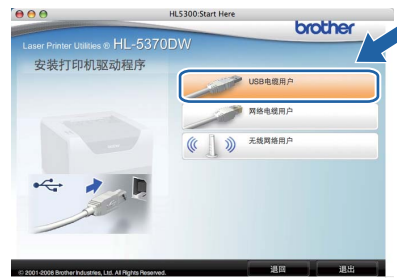 HL5300:Start Here
brother
Laser Printer Utilities ® HL-5370DW
安装打印机驱动程序
USB电缆用户
网络电缆用户
无线网络用户
© 2001-2008 Brother Industries, Ltd. All Rights Reserved.
退回
退出